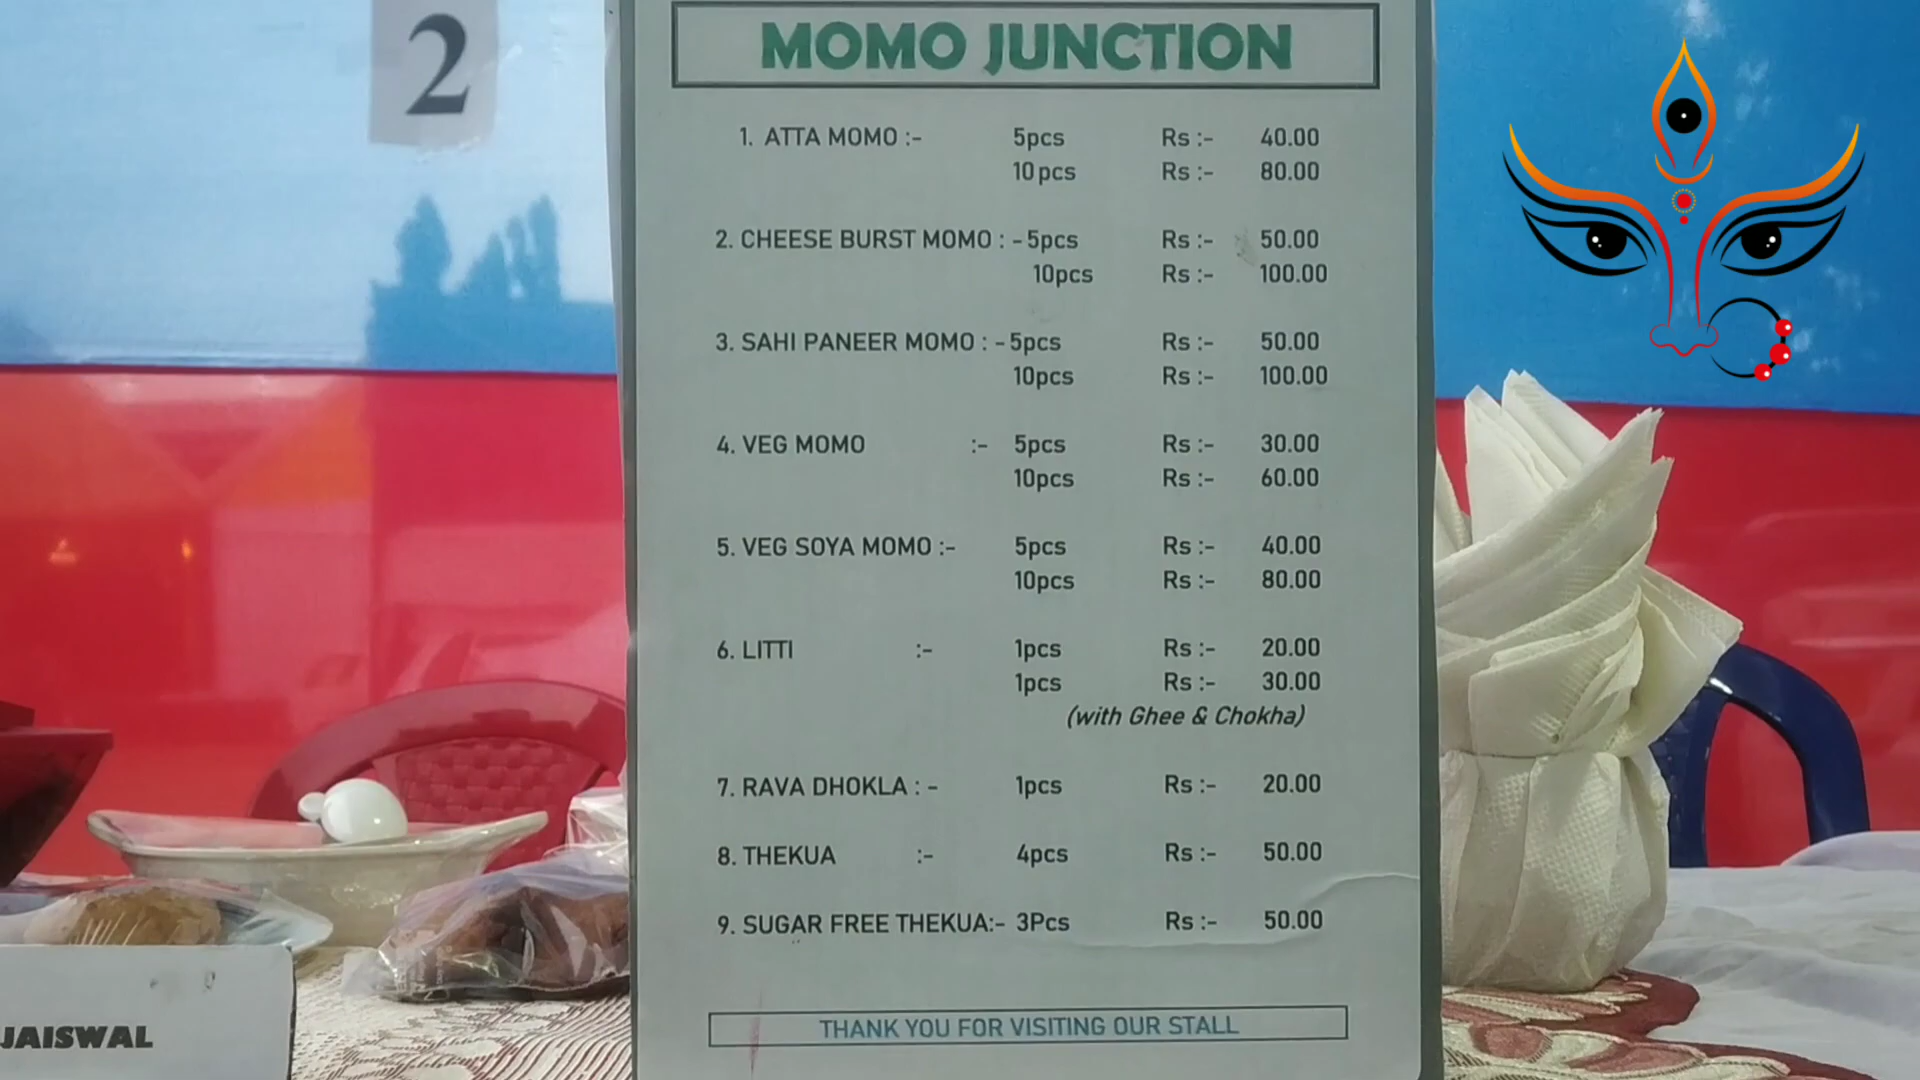 2
MOMO JUNCTION
1. ATTA MOMO :- 5pcs Rs :- 40.00
10 pcs Rs :- 80.00
2. CHEESE BURST MOMO : - 5pcs Rs :- 50.00
10pcs Rs :- 100.00
3. SAHI PANEER MOMO : - 5pcs Rs :- 50.00
10pcs Rs :- 100.00
4. VEG MOMO :- 5pcs Rs :- 30.00
10pcs Rs :- 60.00
5. VEG SOYA MOMO :- 5pcs Rs :- 40.00
10pcs Rs :- 80.00
6. LITTI :- 1pcs Rs :- 20.00
1pcs Rs :- 30.00
(with Ghee & Chokha)
7. RAVA DHOKLA : - 1pcs Rs :- 20.00
8. THEKUA :- 4pcs Rs :- 50.00
9. SUGAR FREE THEKUA:- 3Pcs Rs :- 50.00
THANK YOU FOR VISITING OUR STALL
JAISWAL